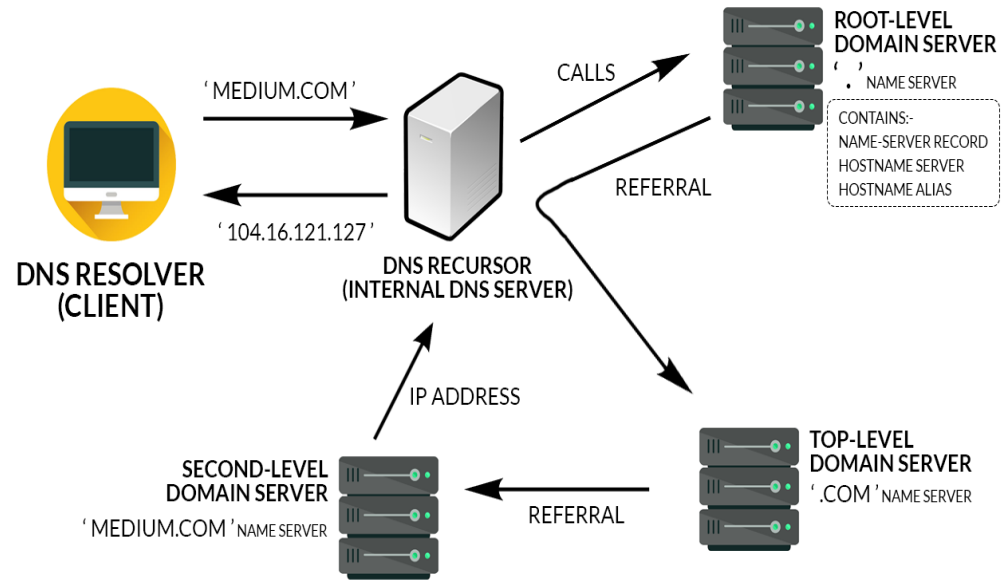 ‘ MEDIUM.COM ’
‘ 104.16.121.127 ’
DNS RESOLVER
(CLIENT)
DNS RECURSOR
(INTERNAL DNS SERVER)
CALLS
ROOT-LEVEL
DOMAIN SERVER
‘ . ’ NAME SERVER
CONTAINS:-
NAME-SERVER RECORD
HOSTNAME SERVER
HOSTNAME ALIAS
REFERRAL
TOP-LEVEL
DOMAIN SERVER
‘ .COM ’ NAME SERVER
REFERRAL
SECOND-LEVEL
DOMAIN SERVER
‘ MEDIUM.COM ’ NAME SERVER
IP ADDRESS